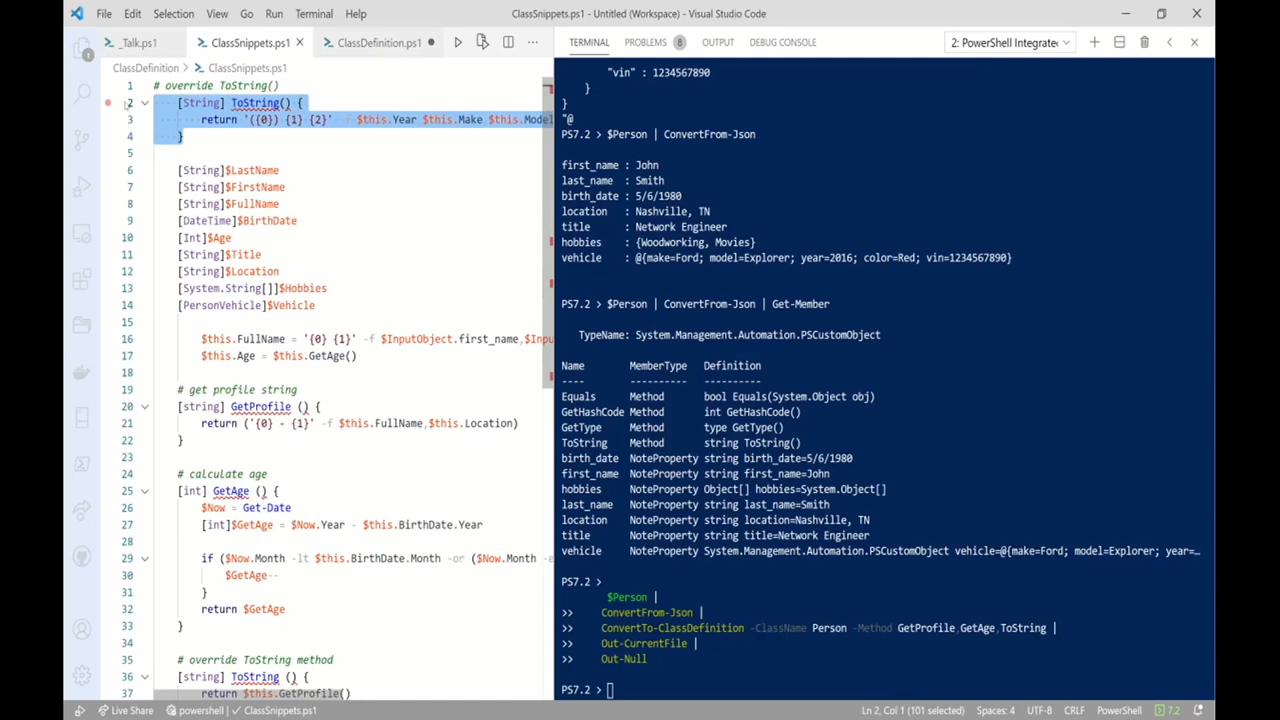 File Edit Selection View Go Run Terminal Help ClassSnippets.ps1 - Untitled (Workspace) - Visual Studio Code
_Talk.ps1 ClassSnippets.ps1 ClassDefinition.ps1
ClassDefinition > ClassSnippets.ps1
1 # override ToString()
2 [String] ToString() {
3 return '({0}) {1} {2}' -f $this.Year $this.Make $this.Model
4 }
5
6 [String]$LastName
7 [String]$FirstName
8 [String]$FullName
9 [DateTime]$BirthDate
10 [Int]$Age
11 [String]$Title
12 [String]$Location
13 [System.String[]]$Hobbies
14 [PersonVehicle]$Vehicle
15
16 $this.FullName = '{0} {1}' -f $InputObject.first_name,$Inp
17 $this.Age = $this.GetAge()
18
19 # get profile string
20 [string] GetProfile () {
21 return ('{0} - {1}' -f $this.FullName,$this.Location)
22 }
23
24 # calculate age
25 [int] GetAge () {
26 $Now = Get-Date
27 [int]$GetAge = $Now.Year - $this.BirthDate.Year
28
29 if ($Now.Month -lt $this.BirthDate.Month -or ($Now.Month -e
30 $GetAge--
31 }
32 return $GetAge
33 }
34
35 # override ToString method
36 [string] ToString () {
37 return $this.GetProfile()
TERMINAL PROBLEMS 8 OUTPUT DEBUG CONSOLE 2: PowerShell Integrate
"vin" : 1234567890
}
}
"@
PS7.2 > $Person | ConvertFrom-Json
first_name : John
last_name : Smith
birth_date : 5/6/1980
location : Nashville, TN
title : Network Engineer
hobbies : {Woodworking, Movies}
vehicle : @{make=Ford; model=Explorer; year=2016; color=Red; vin=1234567890}
PS7.2 > $Person | ConvertFrom-Json | Get-Member
TypeName: System.Management.Automation.PSCustomObject
Name MemberType Definition
---- ---------- ----------
Equals Method bool Equals(System.Object obj)
GetHashCode Method int GetHashCode()
GetType Method type GetType()
ToString Method string ToString()
birth_date NoteProperty string birth_date=5/6/1980
first_name NoteProperty string first_name=John
hobbies NoteProperty Object[] hobbies=System.Object[]
last_name NoteProperty string last_name=Smith
location NoteProperty string location=Nashville, TN
title NoteProperty string title=Network Engineer
vehicle NoteProperty System.Management.Automation.PSCustomObject vehicle=@{make=Ford; model=Explorer; year=…
PS7.2 >
$Person |
>> ConvertFrom-Json |
>> ConvertTo-ClassDefinition -ClassName Person -Method GetProfile,GetAge,ToString |
>> Out-CurrentFile |
>> Out-Null
PS7.2 >
Live Share powershell ClassSnippets.ps1 Ln 2, Col 1 (101 selected) Spaces: 4 UTF-8 CRLF PowerShell 7.2